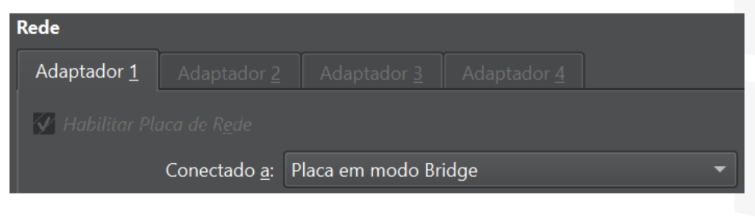 Rede
Adaptador 1 Adaptador 2 Adaptador 3 Adaptador 4
Habilitar Placa de Rede
Conectado a: Placa em modo Bridge